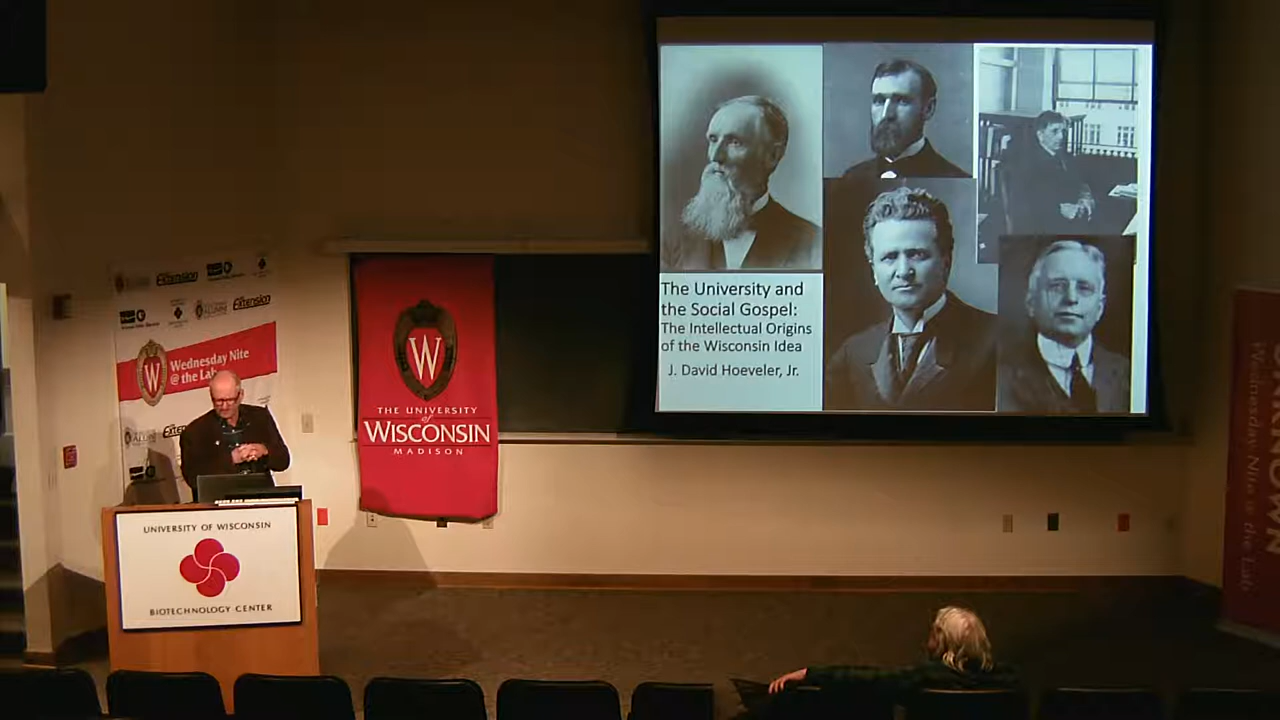 The University and
the Social Gospel:
The Intellectual Origins
of the Wisconsin Idea
J. David Hoeveler, Jr.
Extension
Extension
Wednesday Nite
@ the Lab
W
THE UNIVERSITY
of
WISCONSIN
MADISON
UNIVERSITY OF WISCONSIN
BIOTECHNOLOGY CENTER
Wednesday Nite @ the Lab